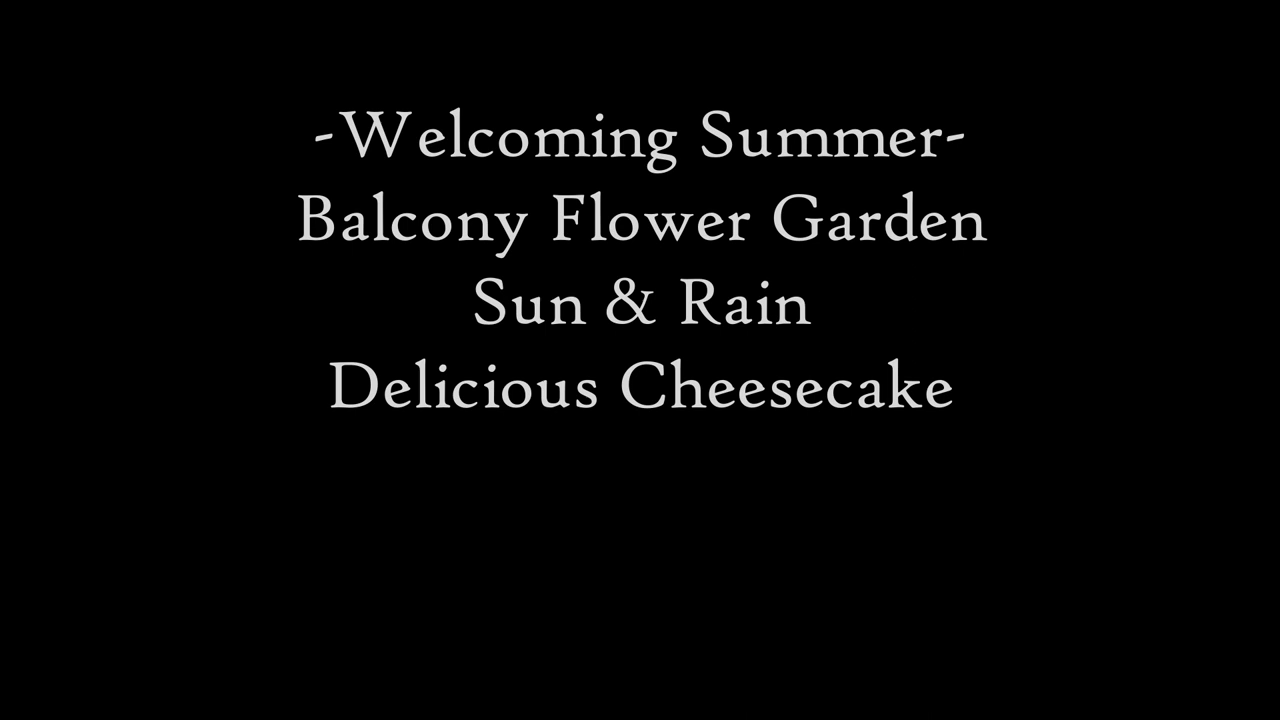 -Welcoming Summer-
Balcony Flower Garden
Sun & Rain
Delicious Cheesecake